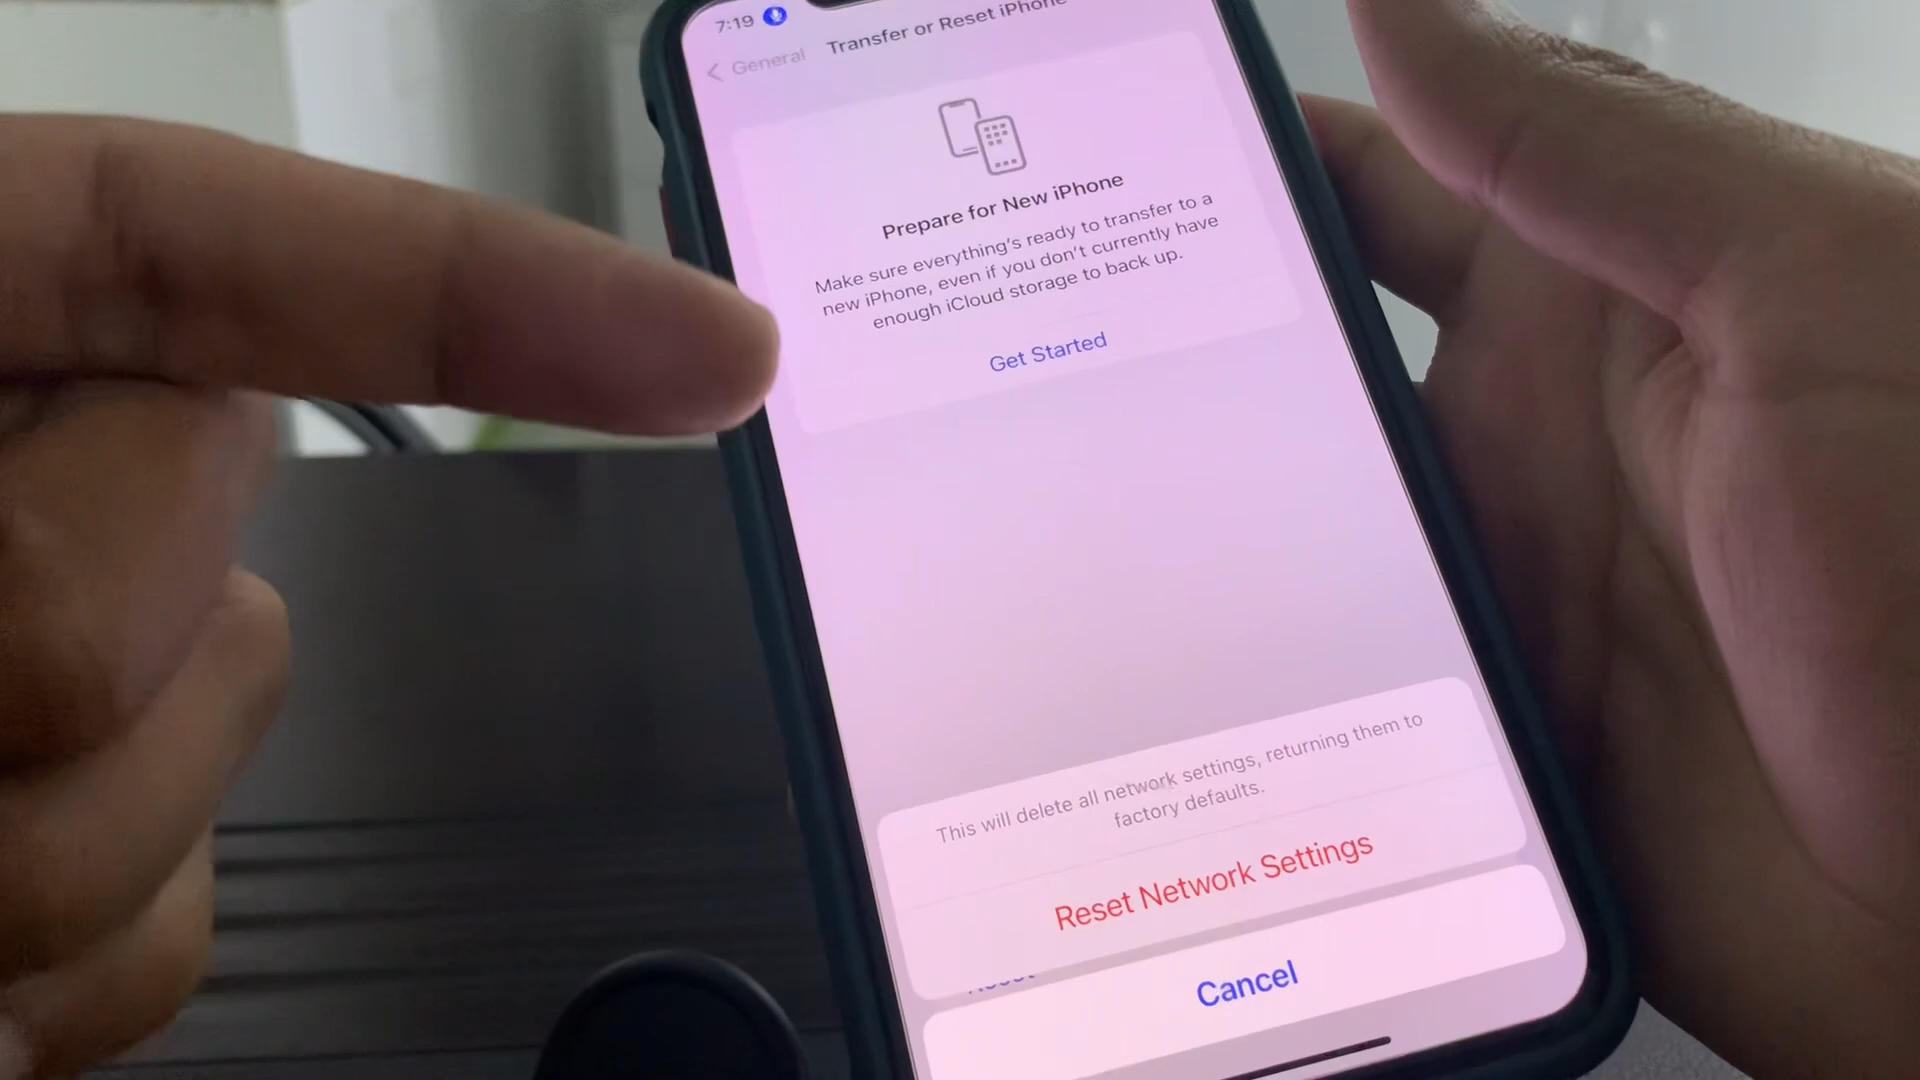 7:19
General
Transfer or Reset iPhone
Prepare for New iPhone
Make sure everything's ready to transfer to a
new iPhone, even if you don't currently have
enough iCloud storage to back up.
Get Started
This will delete all network settings, returning them to
factory defaults.
Reset Network Settings
Cancel